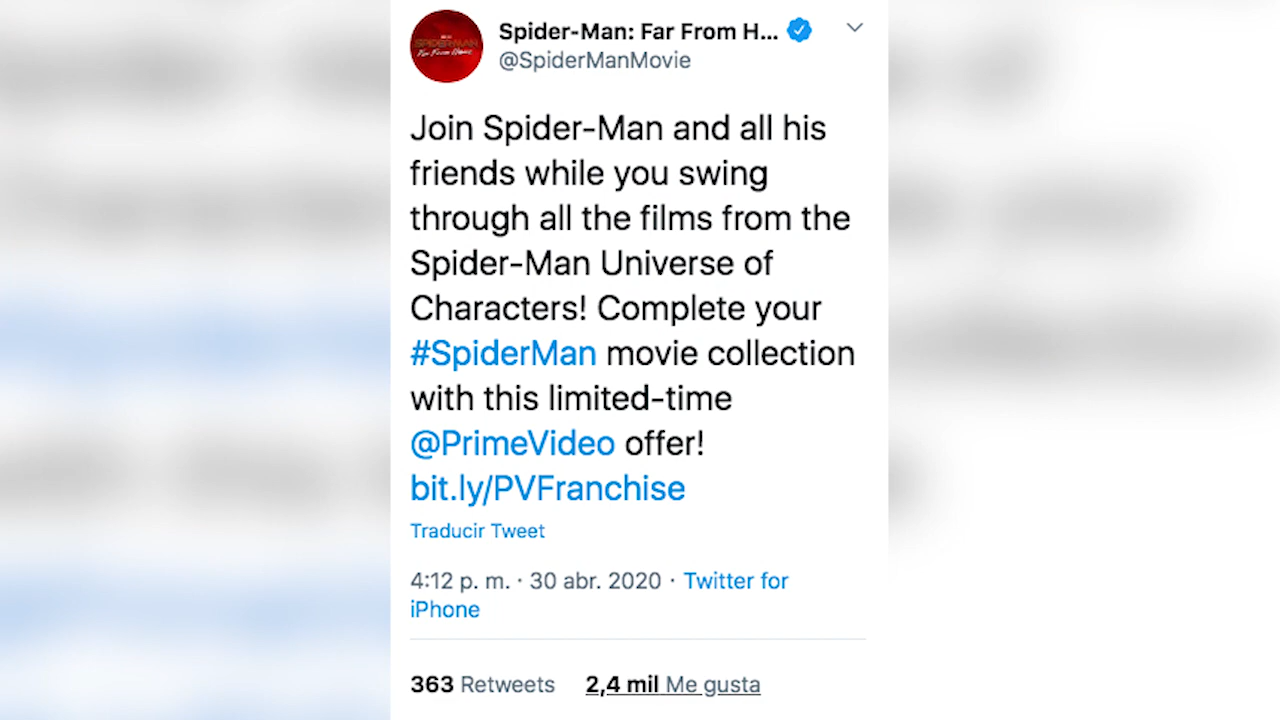 Spider-Man: Far From H...
@SpiderManMovie
Join Spider-Man and all his
friends while you swing
through all the films from the
Spider-Man Universe of
Characters! Complete your
#SpiderMan movie collection
with this limited-time
@PrimeVideo offer!
bit.ly/PVFranchise
Traducir Tweet
4:12 p. m. · 30 abr. 2020 · Twitter for
iPhone
363 Retweets 2,4 mil Me gusta